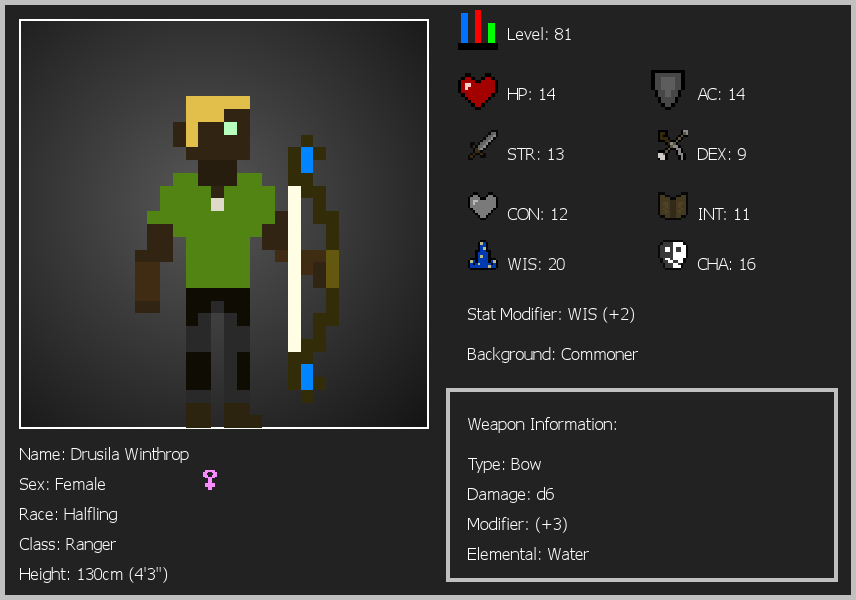 Level: 81
HP: 14
AC: 14
STR: 13
DEX: 9
CON: 12
INT: 11
WIS: 20
CHA: 16
Stat Modifier: WIS (+2)
Background: Commoner
Name: Drusila Winthrop
Sex: Female
Race: Halfling
Class: Ranger
Height: 130cm (4'3")
Weapon Information:
Type: Bow
Damage: d6
Modifier: (+3)
Elemental: Water